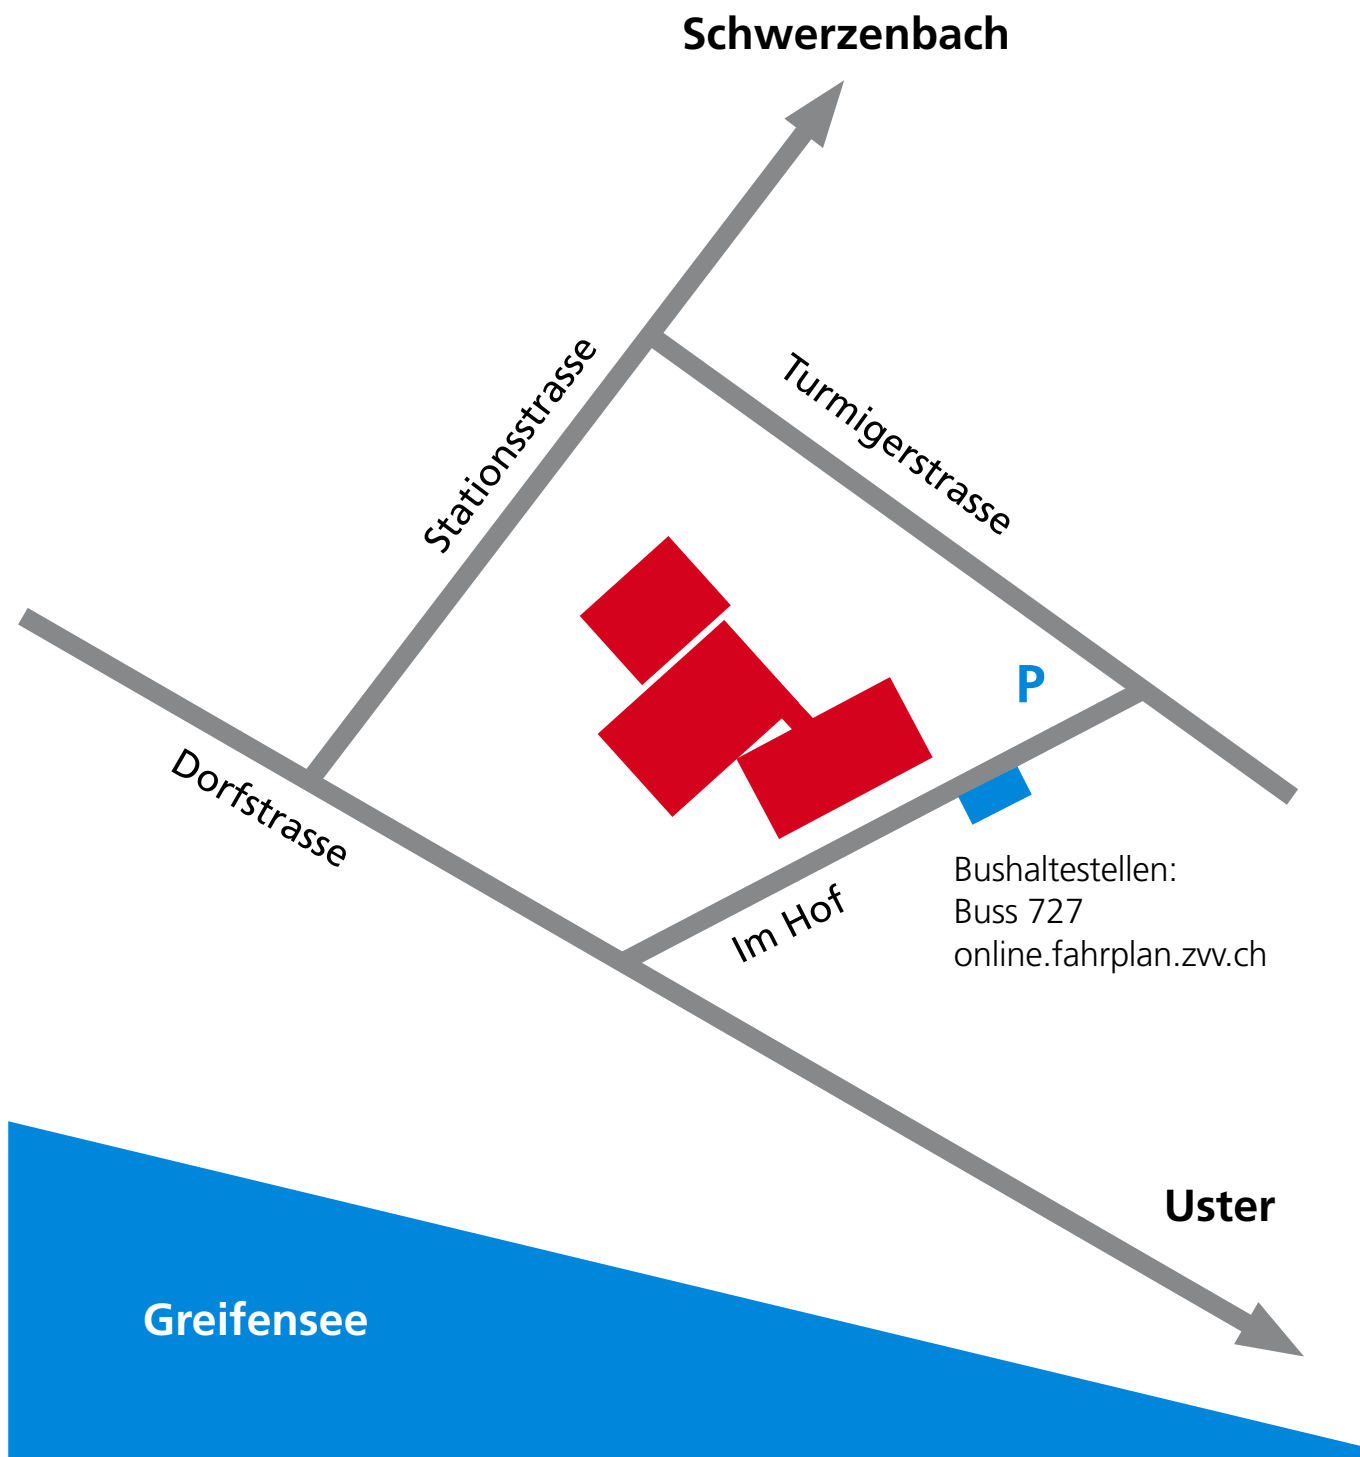 Schwerzenbach
Stationsstrasse
Turmigerstrasse
P
Dorfstrasse
Im Hof
Bushaltestellen:
Buss 727
online.fahrplan.zvv.ch
Uster
Greifensee